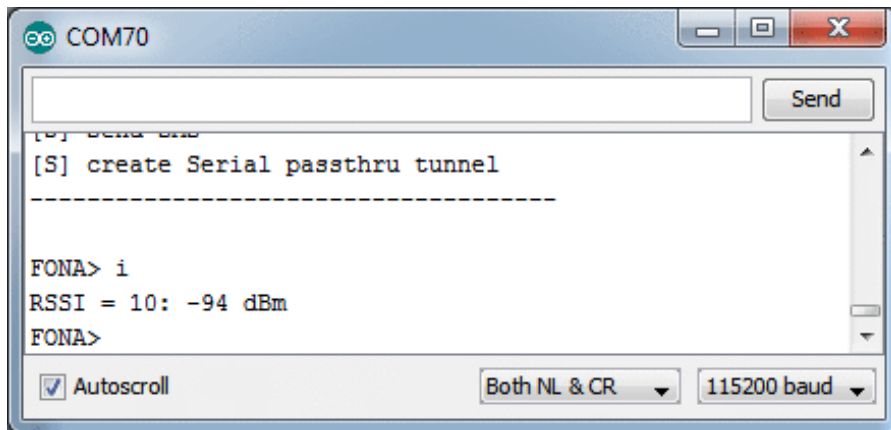 COM70
Send
[S] create Serial passthru tunnel
-------------------------------------
FONA> i
RSSI = 10: -94 dBm
FONA>
Autoscroll
Both NL & CR
115200 baud